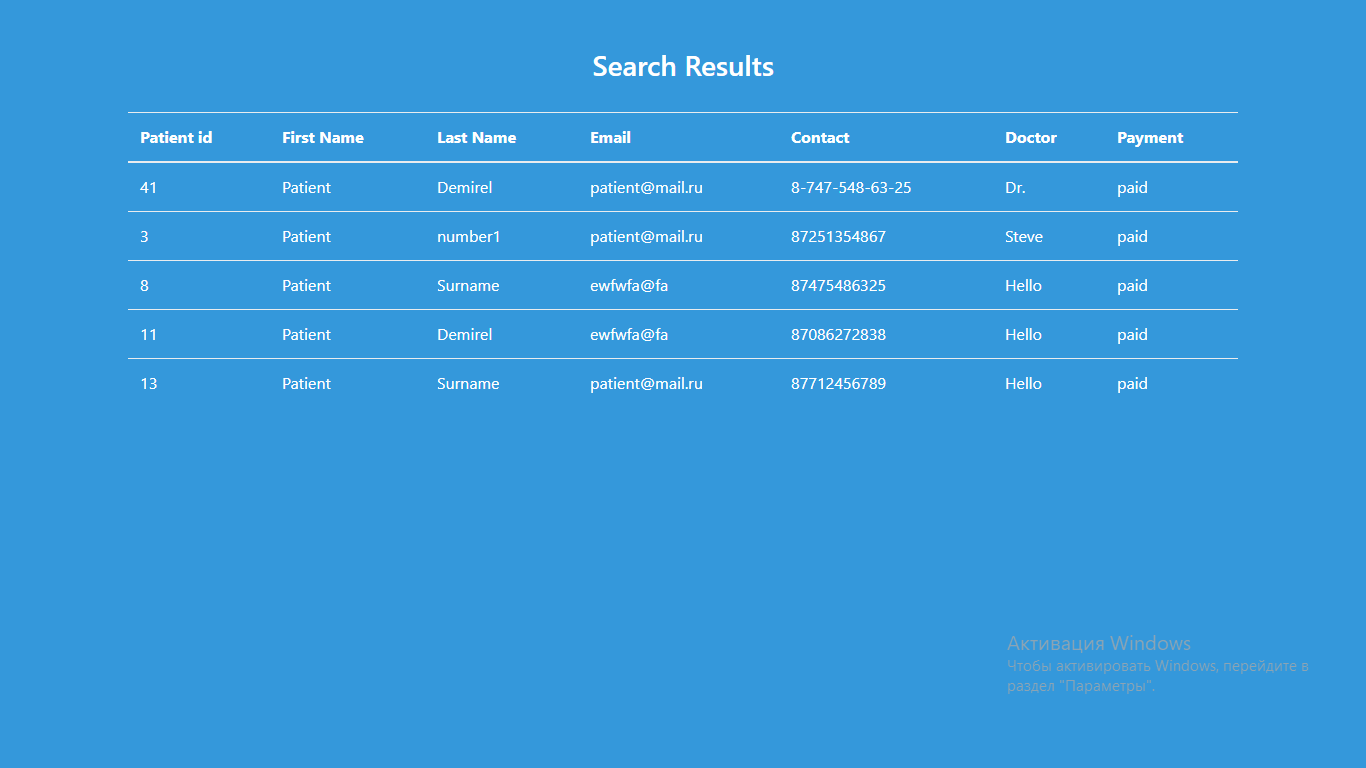 Search Results
Patient id First Name Last Name Email Contact Doctor Payment
41 Patient Demirel patient@mail.ru 8-747-548-63-25 Dr. paid
3 Patient number1 patient@mail.ru 87251354867 Steve paid
8 Patient Surname ewfwfa@fa 87475486325 Hello paid
11 Patient Demirel ewfwfa@fa 87086272838 Hello paid
13 Patient Surname patient@mail.ru 87712456789 Hello paid
Активация Windows
Чтобы активировать Windows, перейдите в
раздел "Параметры".